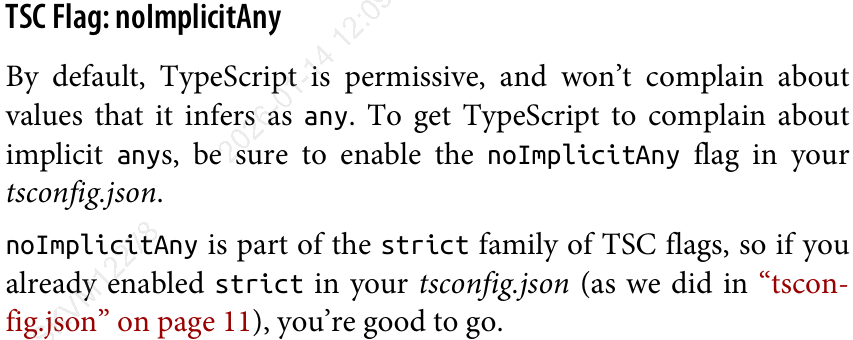 TSC Flag: noImplicitAny
By default, TypeScript is permissive, and won’t complain about
values that it infers as any. To get TypeScript to complain about
implicit anys, be sure to enable the noImplicitAny flag in your
tsconfig.json.
noImplicitAny is part of the strict family of TSC flags, so if you
already enabled strict in your tsconfig.json (as we did in “tscon-
fig.json” on page 11), you’re good to go.